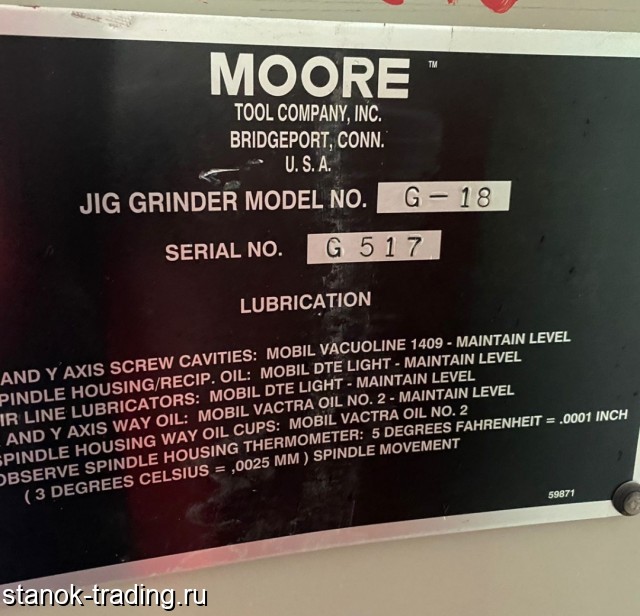 MOORE ™
TOOL COMPANY, INC.
BRIDGEPORT, CONN.
U. S. A.
JIG GRINDER MODEL NO. G-18
SERIAL NO. G 517
LUBRICATION
AND Y AXIS SCREW CAVITIES: MOBIL VACUOLINE 1409 - MAINTAIN LEVEL
PINDLE HOUSING/RECIP. OIL: MOBIL DTE LIGHT - MAINTAIN LEVEL
IR LINE LUBRICATORS: MOBIL DTE LIGHT - MAINTAIN LEVEL
AND Y AXIS WAY OIL: MOBIL VACTRA OIL NO. 2 - MAINTAIN LEVEL
SPINDLE HOUSING WAY OIL CUPS: MOBIL VACTRA OIL NO. 2
OBSERVE SPINDLE HOUSING THERMOMETER: 5 DEGREES FAHRENHEIT = .0001 INCH
( 3 DEGREES CELSIUS = ,0025 MM ) SPINDLE MOVEMENT
59871
stanok-trading.ru